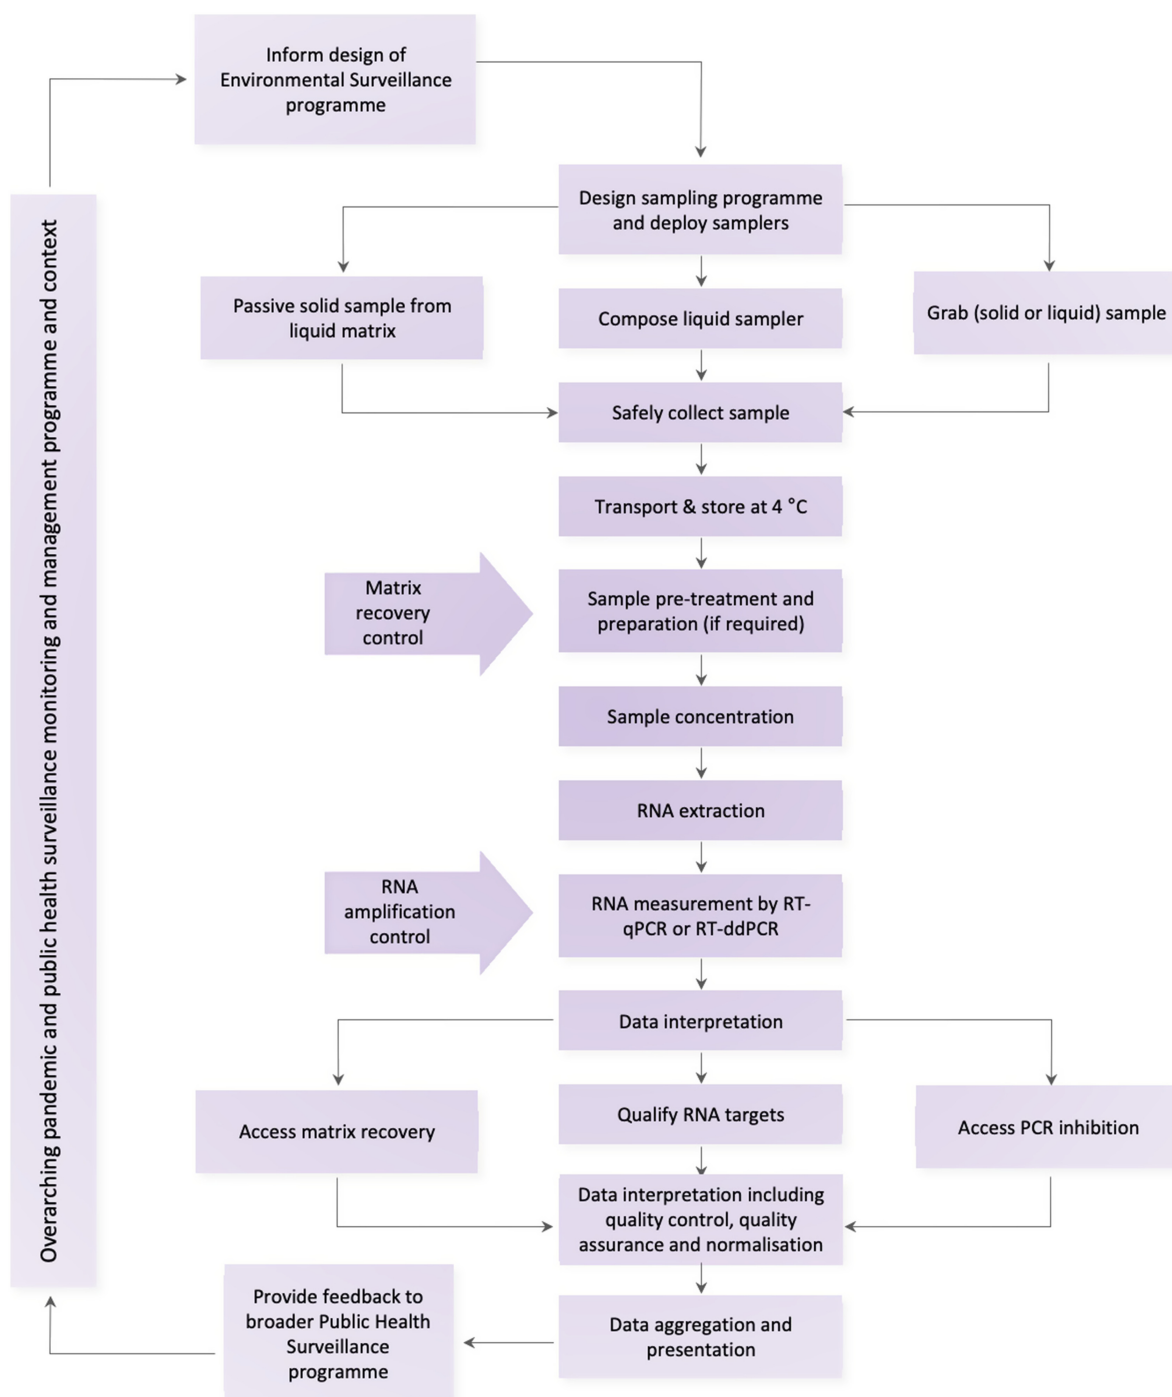 Inform design of
Environmental Surveillance
programme
Overarching pandemic and public health surveillance monitoring and management programme and context
Design sampling programme
and deploy samplers
Passive solid sample from
liquid matrix
Compose liquid sampler
Grab (solid or liquid) sample
Safely collect sample
Transport & store at 4 °C
Matrix
recovery
control
Sample pre-treatment and
preparation (if required)
Sample concentration
RNA extraction
RNA
amplification
control
RNA measurement by RT-
qPCR or RT-ddPCR
Data interpretation
Access matrix recovery
Qualify RNA targets
Access PCR inhibition
Data interpretation including
quality control, quality
assurance and normalisation
Provide feedback to
broader Public Health
Surveillance
programme
Data aggregation and
presentation